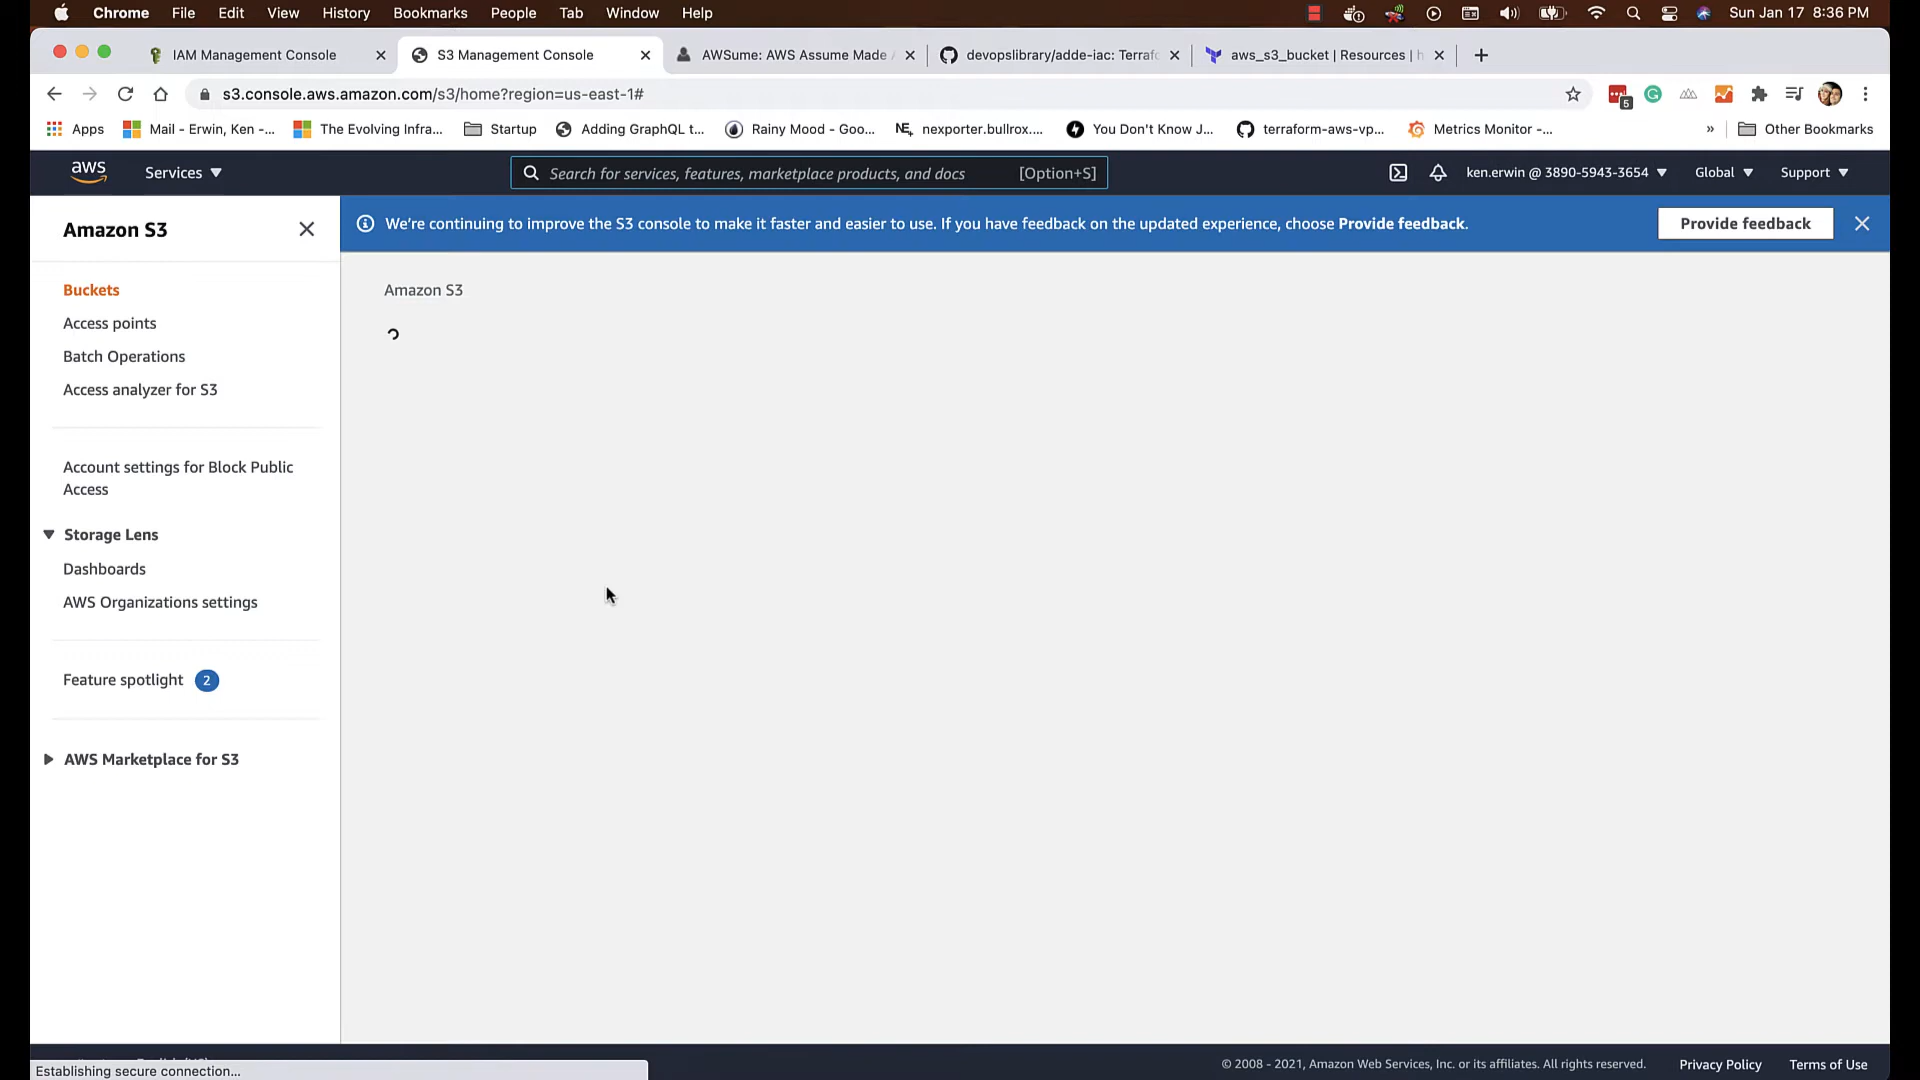 Chrome File Edit View History Bookmarks People Tab Window Help Sun Jan 17 8:36 PM
IAM Management Console S3 Management Console AWSume: AWS Assume Made devopslibrary/adde-iac: Terrafo aws_s3_bucket | Resources | h
s3.console.aws.amazon.com/s3/home?region=us-east-1# 5
Apps Mail - Erwin, Ken -... The Evolving Infra... Startup Adding GraphQL t... Rainy Mood - Goo... NE. nexporter.bullrox.... You Don't Know J... terraform-aws-vp... Metrics Monitor -... » Other Bookmarks
aws Services Search for services, features, marketplace products, and docs [Option+S] ken.erwin @ 3890-5943-3654 Global Support
Amazon S3
We're continuing to improve the S3 console to make it faster and easier to use. If you have feedback on the updated experience, choose Provide feedback. Provide feedback
Buckets
Access points
Batch Operations
Access analyzer for S3
Account settings for Block Public
Access
Storage Lens
Dashboards
AWS Organizations settings
Feature spotlight 2
AWS Marketplace for S3
Amazon S3
Establishing secure connection...
© 2008 - 2021, Amazon Web Services, Inc. or its affiliates. All rights reserved. Privacy Policy Terms of Use